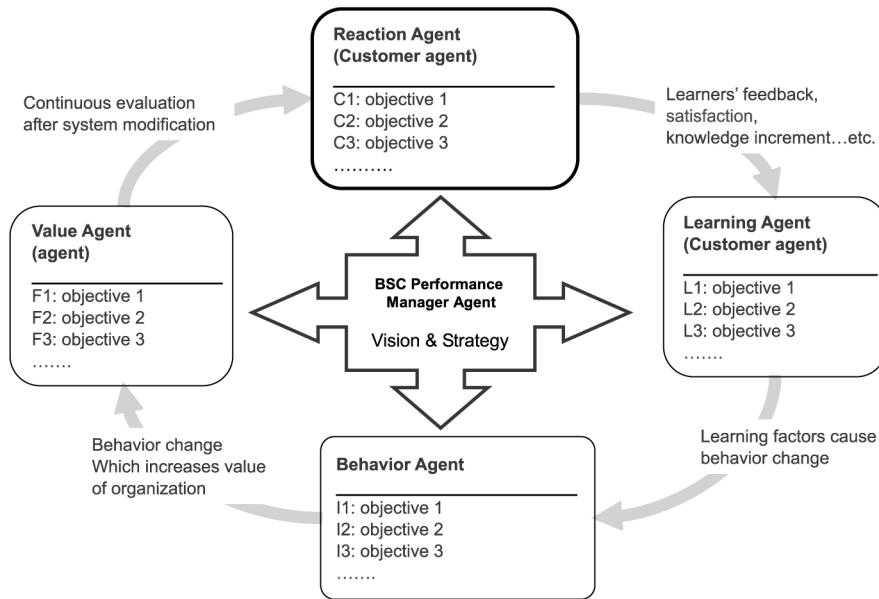 Reaction Agent
(Customer agent)
C1: objective 1
C2: objective 2
C3: objective 3
..........
Continuous evaluation
after system modification
Learners' feedback,
satisfaction,
knowledge increment...etc.
Value Agent
(agent)
F1: objective 1
F2: objective 2
F3: objective 3
.......
BSC Performance
Manager Agent
Vision & Strategy
Learning Agent
(Customer agent)
L1: objective 1
L2: objective 2
L3: objective 3
.......
Behavior change
Which increases value
of organization
Learning factors cause
behavior change
Behavior Agent
I1: objective 1
I2: objective 2
I3: objective 3
.......